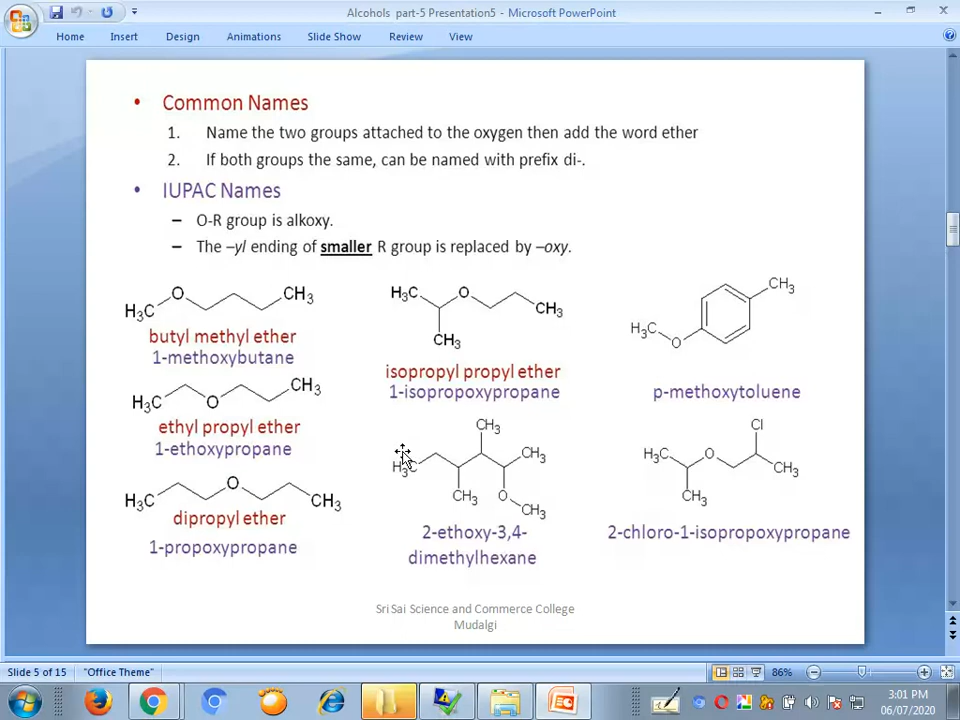 Alcohols part-5 Presentation5 - Microsoft PowerPoint
Home Insert Design Animations Slide Show Review View
• Common Names
1. Name the two groups attached to the oxygen then add the word ether
2. If both groups the same, can be named with prefix di-.
• IUPAC Names
– O-R group is alkoxy.
– The –yl ending of smaller R group is replaced by –oxy.
H₃C O CH₃
butyl methyl ether
1-methoxybutane
H₃C O CH₃
ethyl propyl ether
1-ethoxypropane
H₃C O CH₃
dipropyl ether
1-propoxypropane
H₃C O CH₃
CH₃
isopropyl propyl ether
1-isopropoxypropane
CH₃
H₃C CH₃
CH₃ O CH₃
2-ethoxy-3,4-
dimethylhexane
CH₃
H₃C O
p-methoxytoluene
Cl
H₃C O CH₃
CH₃
2-chloro-1-isopropoxypropane
Sri Sai Science and Commerce College
Mudalgi
Slide 5 of 15 "Office Theme" 86%
3:01 PM
06/07/2020